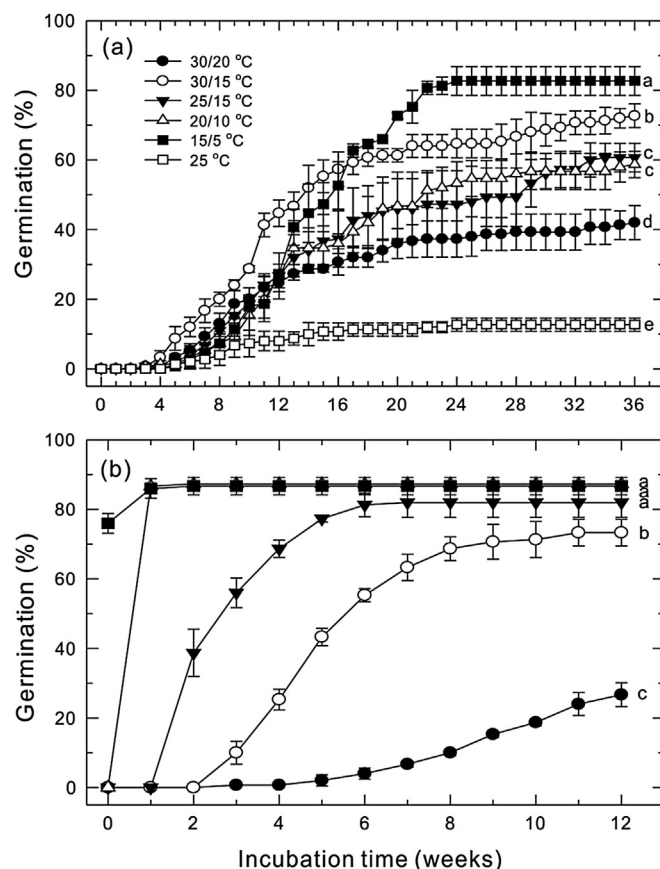 100
(a)
30/20 °C
30/15 °C
25/15 °C
20/10 °C
15/5 °C
25 °C
80
60
40
20
0
Germination (%)
a
b
c
c
d
e
0 4 8 12 16 20 24 28 32 36
100
(b)
80
60
40
20
0
Germination (%)
a
a
a
b
c
0 2 4 6 8 10 12
Incubation time (weeks)